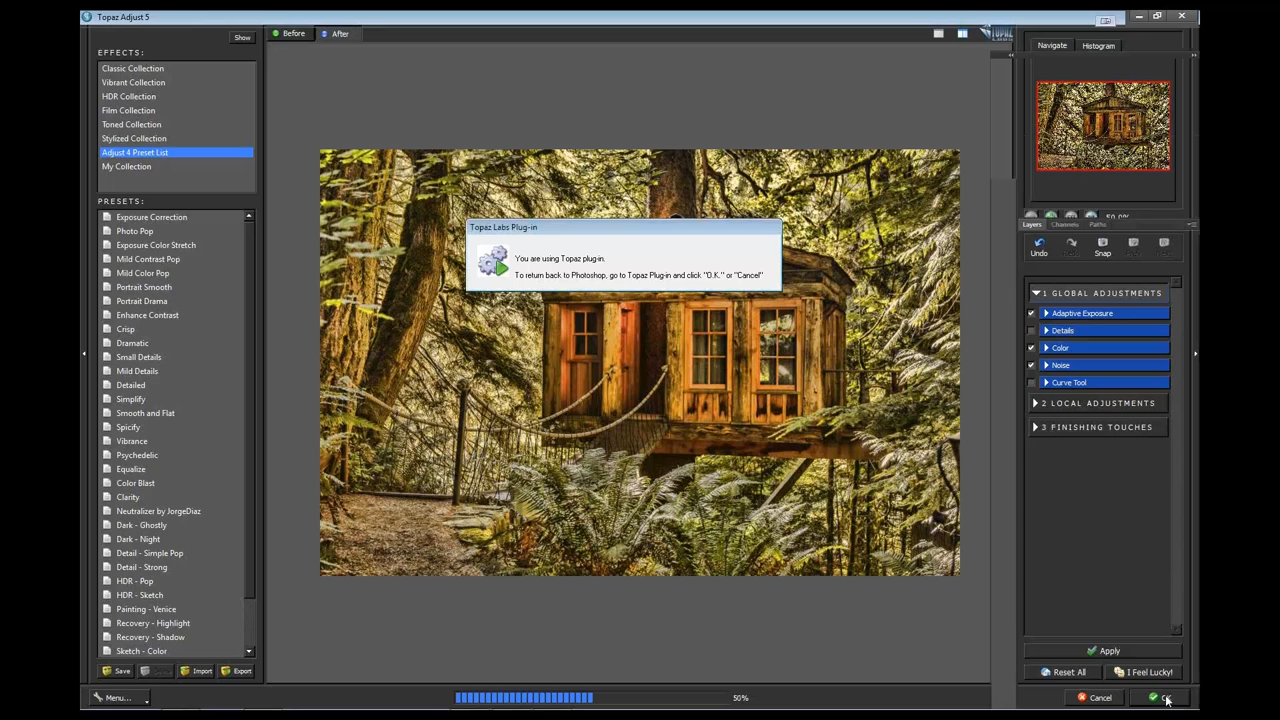 Topaz Adjust 5
Show
EFFECTS:
Classic Collection
Vibrant Collection
HDR Collection
Film Collection
Toned Collection
Stylized Collection
Adjust 4 Preset List
My Collection
PRESETS:
Exposure Correction
Photo Pop
Exposure Color Stretch
Mild Contrast Pop
Mild Color Pop
Portrait Smooth
Portrait Drama
Enhance Contrast
Crisp
Dramatic
Small Details
Mild Details
Detailed
Simplify
Smooth and Flat
Spicify
Vibrance
Psychedelic
Equalize
Color Blast
Clarity
Neutralizer by JorgeDiaz
Dark - Ghostly
Dark - Night
Detail - Simple Pop
Detail - Strong
HDR - Pop
HDR - Sketch
Painting - Venice
Recovery - Highlight
Recovery - Shadow
Sketch - Color
Save
Import
Export
Menu...
Before
After
TOPAZ
Topaz Labs Plug-in
You are using Topaz plug-in.
To return back to Photoshop, go to Topaz Plug-in and click "O.K." or "Cancel"
50%
Navigate
Histogram
50.0%
Layers
Channels
Paths
Undo
Snap
1 GLOBAL ADJUSTMENTS
Adaptive Exposure
Details
Color
Noise
Curve Tool
2 LOCAL ADJUSTMENTS
3 FINISHING TOUCHES
Apply
Reset All
I Feel Lucky!
Cancel
OK